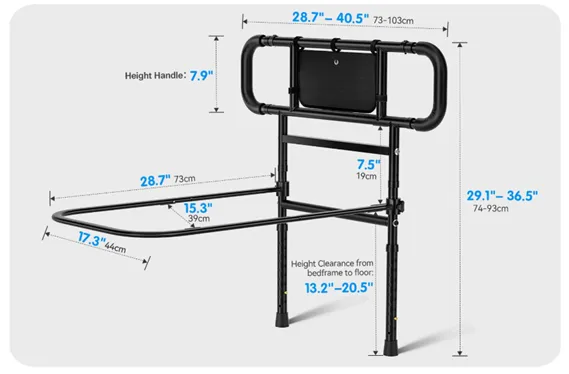 28.7"– 40.5" 73-103cm
Height Handle: 7.9"
7.5"
19cm
28.7" 73cm
15.3"
39cm
29.1"– 36.5"
74-93cm
17.3" 44cm
Height Clearance from
bedframe to floor:
13.2"–20.5"